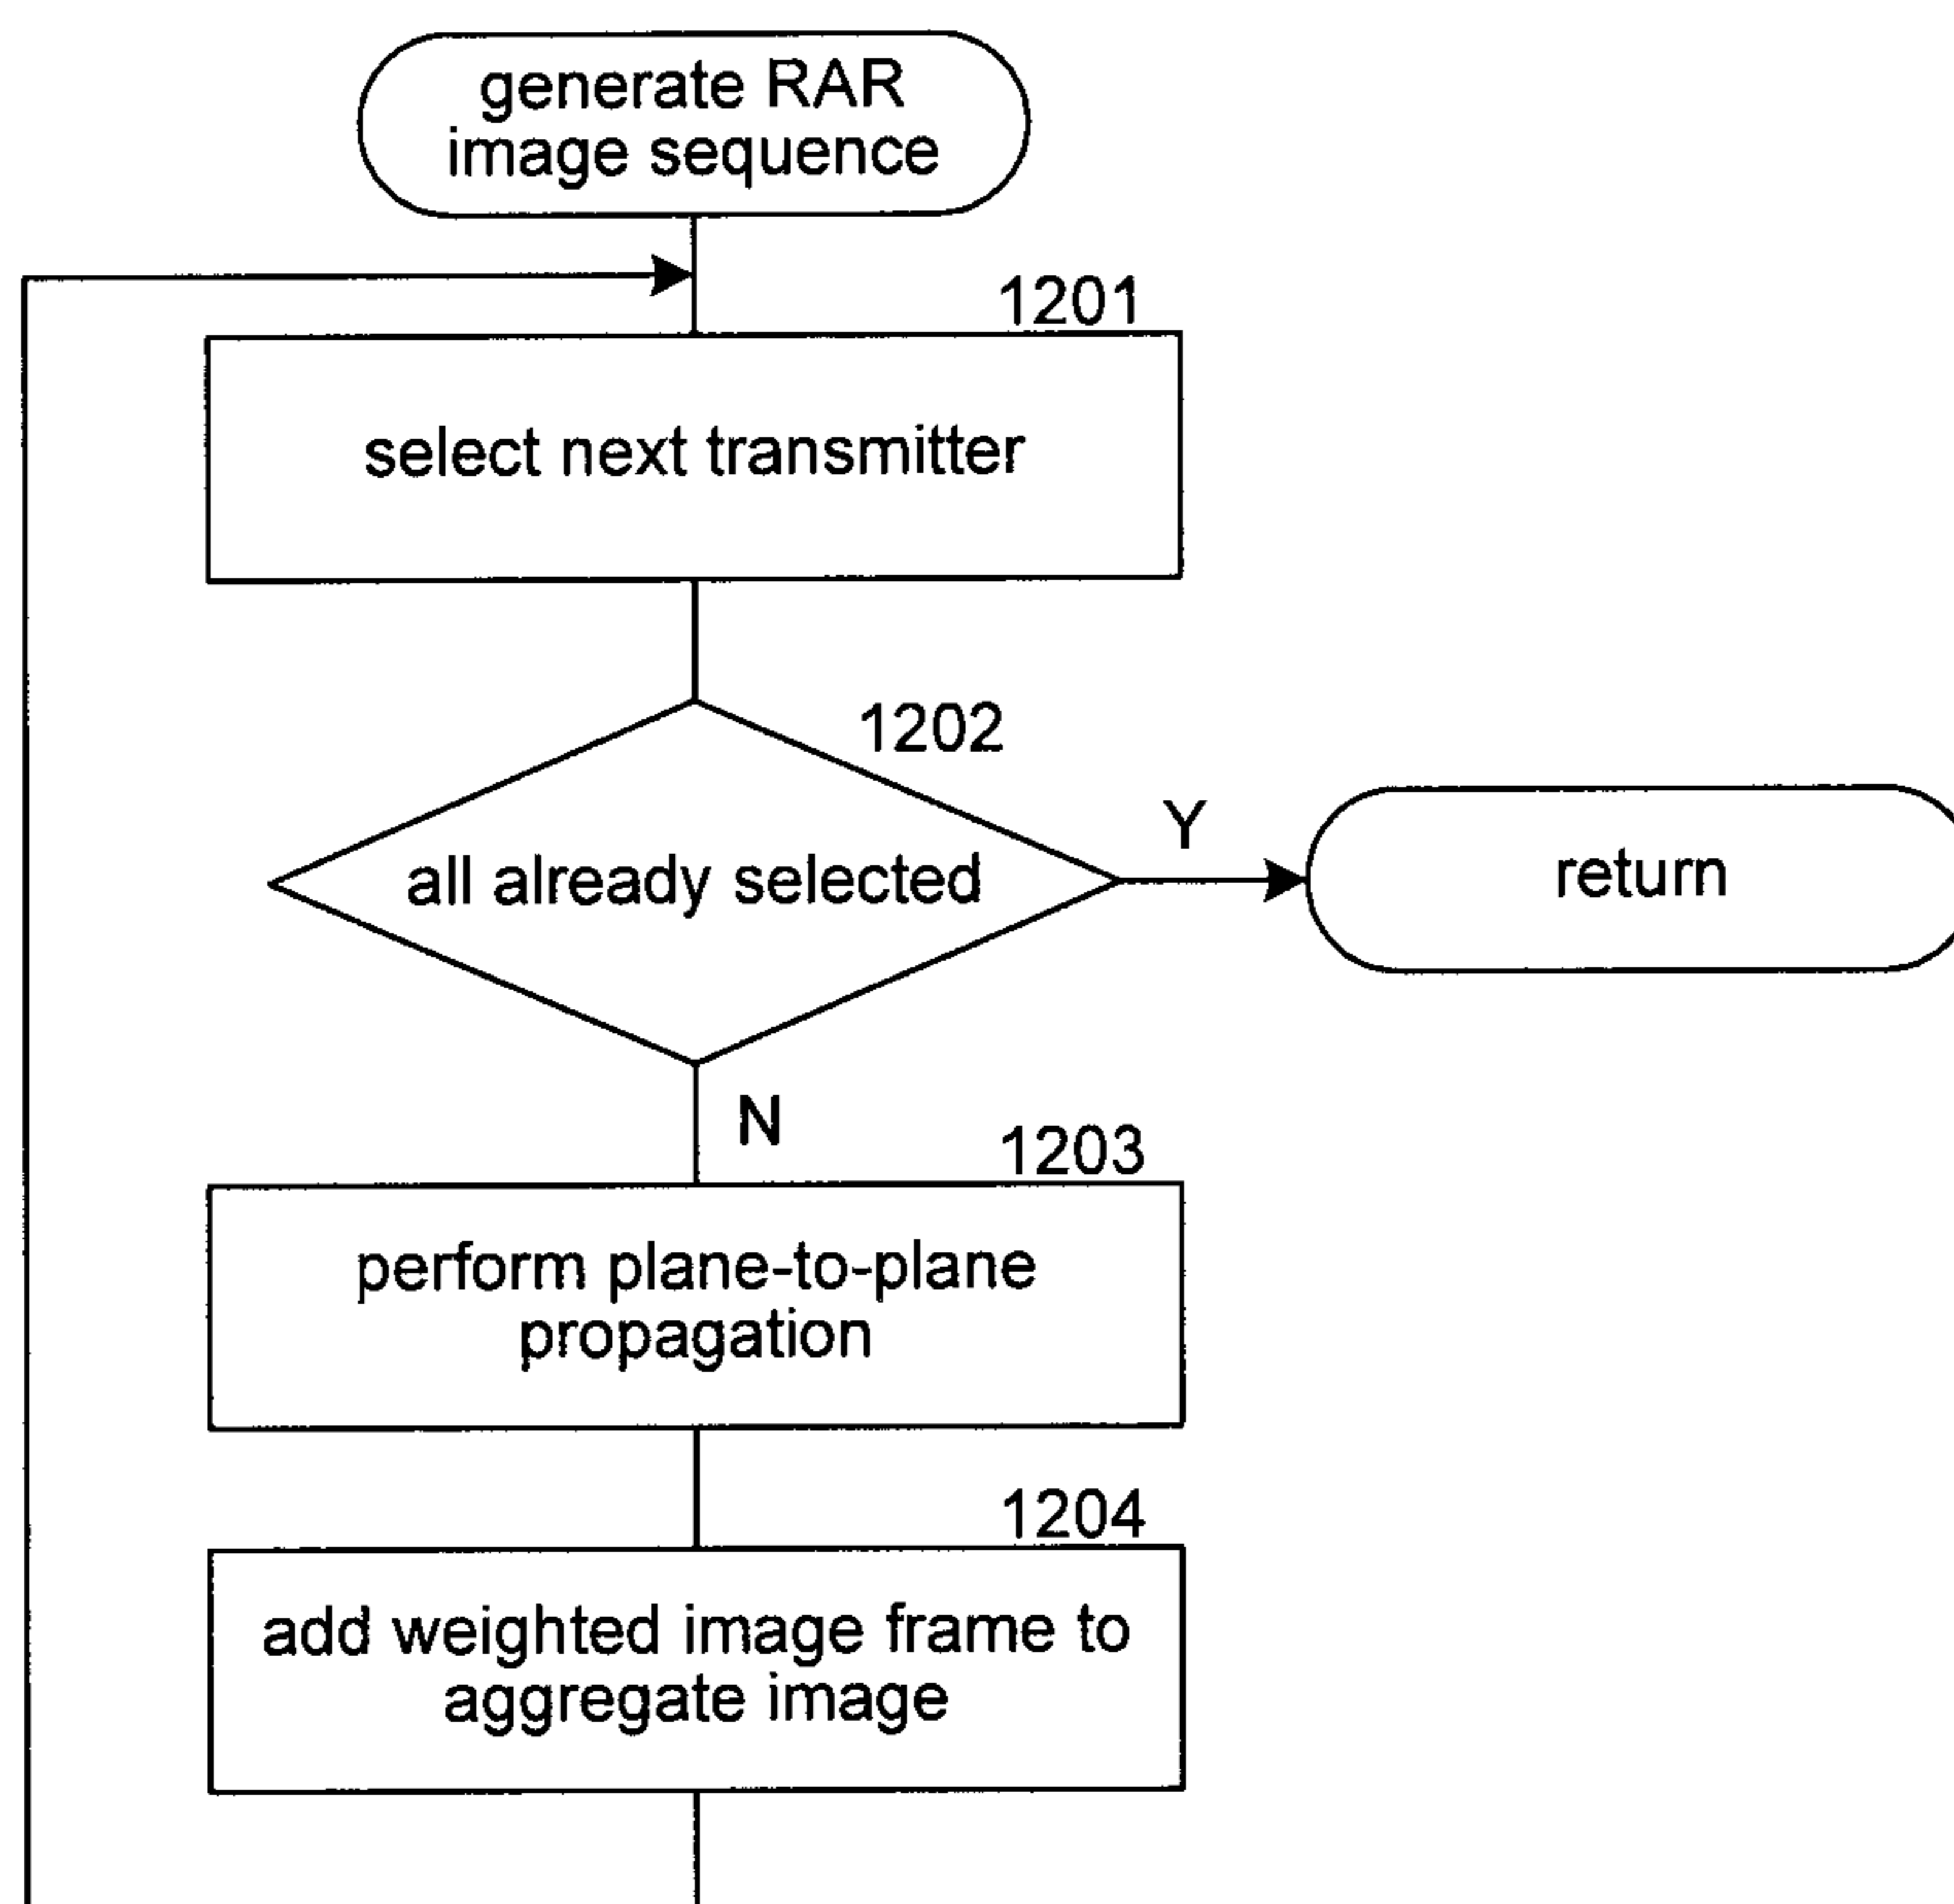 generate RAR
image sequence
1201
select next transmitter
1202
all already selected
Y
return
N
1203
perform plane-to-plane
propagation
1204
add weighted image frame to
aggregate image